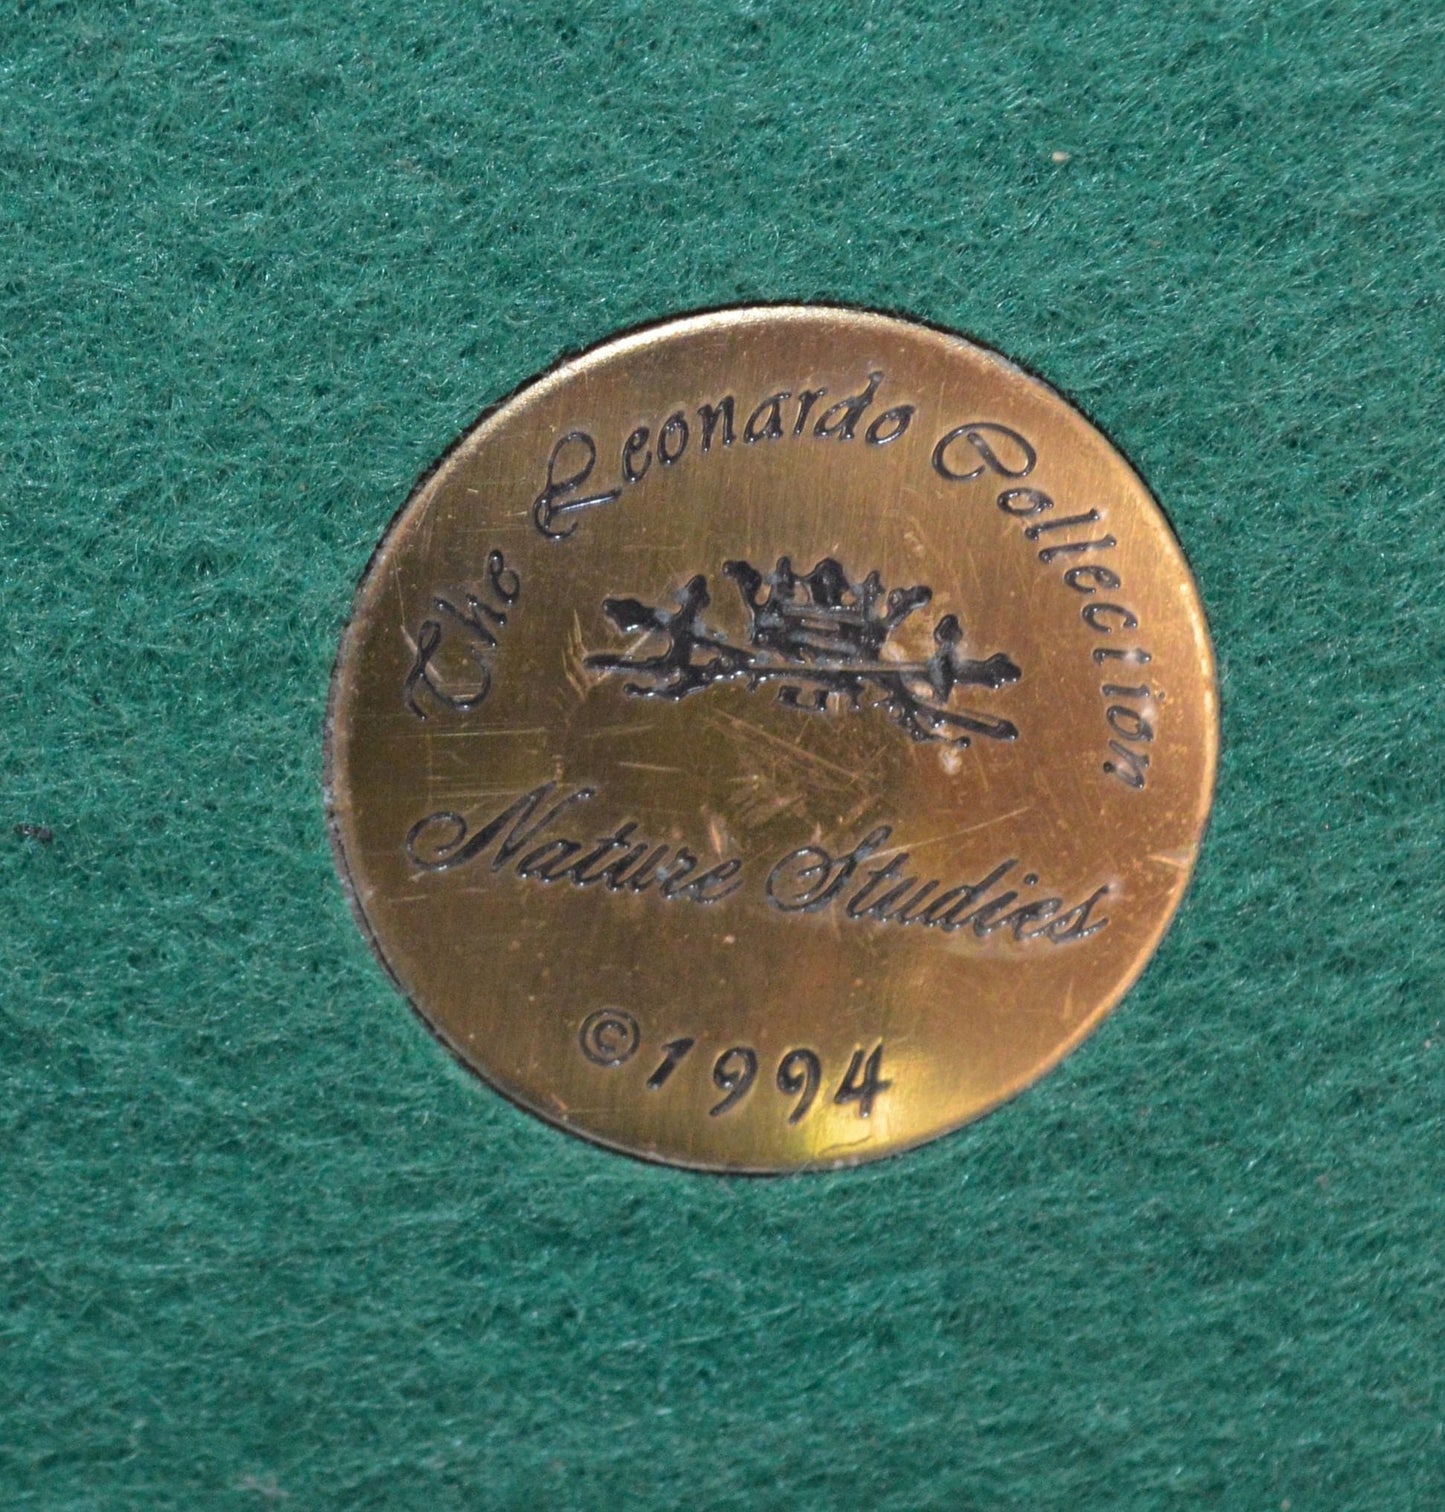 The Leonardo Collection
Nature Studies
©1994